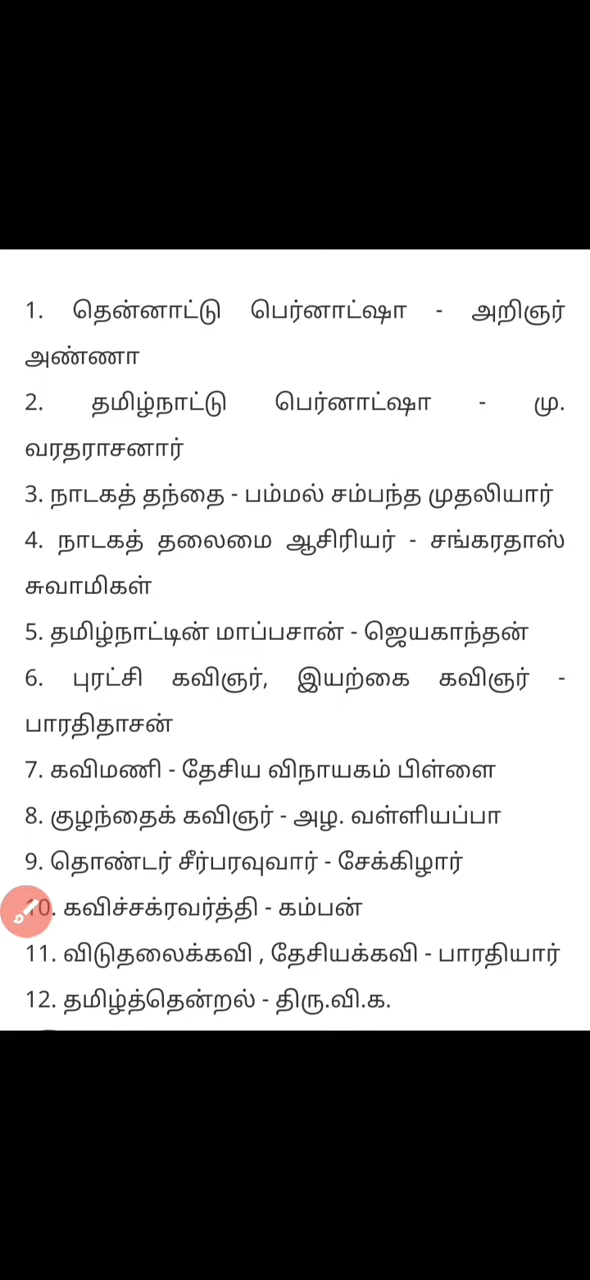 1. தென்னாட்டு பெர்னாட்ஷா - அறிஞர்
அண்ணா
2. தமிழ்நாட்டு பெர்னாட்ஷா - மு.
வரதராசனார்
3. நாடகத் தந்தை - பம்மல் சம்பந்த முதலியார்
4. நாடகத் தலைமை ஆசிரியர் - சங்கரதாஸ்
சுவாமிகள்
5. தமிழ்நாட்டின் மாப்பசான் - ஜெயகாந்தன்
6. புரட்சி கவிஞர், இயற்கை கவிஞர் -
பாரதிதாசன்
7. கவிமணி - தேசிய விநாயகம் பிள்ளை
8. குழந்தைக் கவிஞர் - அழ. வள்ளியப்பா
9. தொண்டர் சீர்பரவுவார் - சேக்கிழார்
10. கவிச்சக்ரவர்த்தி - கம்பன்
11. விடுதலைக்கவி , தேசியக்கவி - பாரதியார்
12. தமிழ்த்தென்றல் - திரு.வி.க.